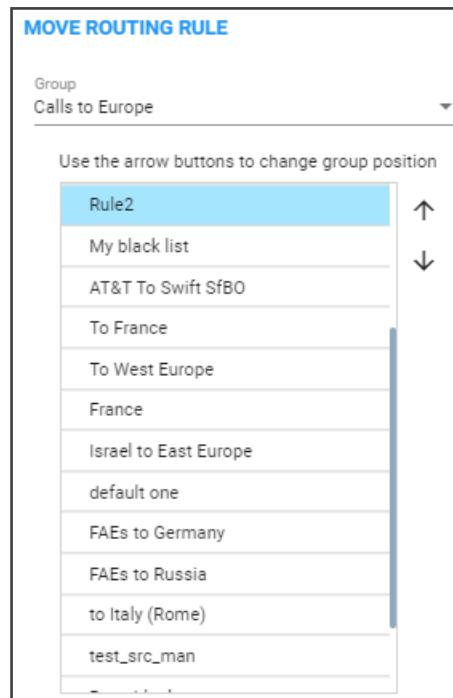 MOVE ROUTING RULE
Group
Calls to Europe
Use the arrow buttons to change group position
Rule2
My black list
AT&T To Swift SfBO
To France
To West Europe
France
Israel to East Europe
default one
FAEs to Germany
FAEs to Russia
to Italy (Rome)
test_src_man